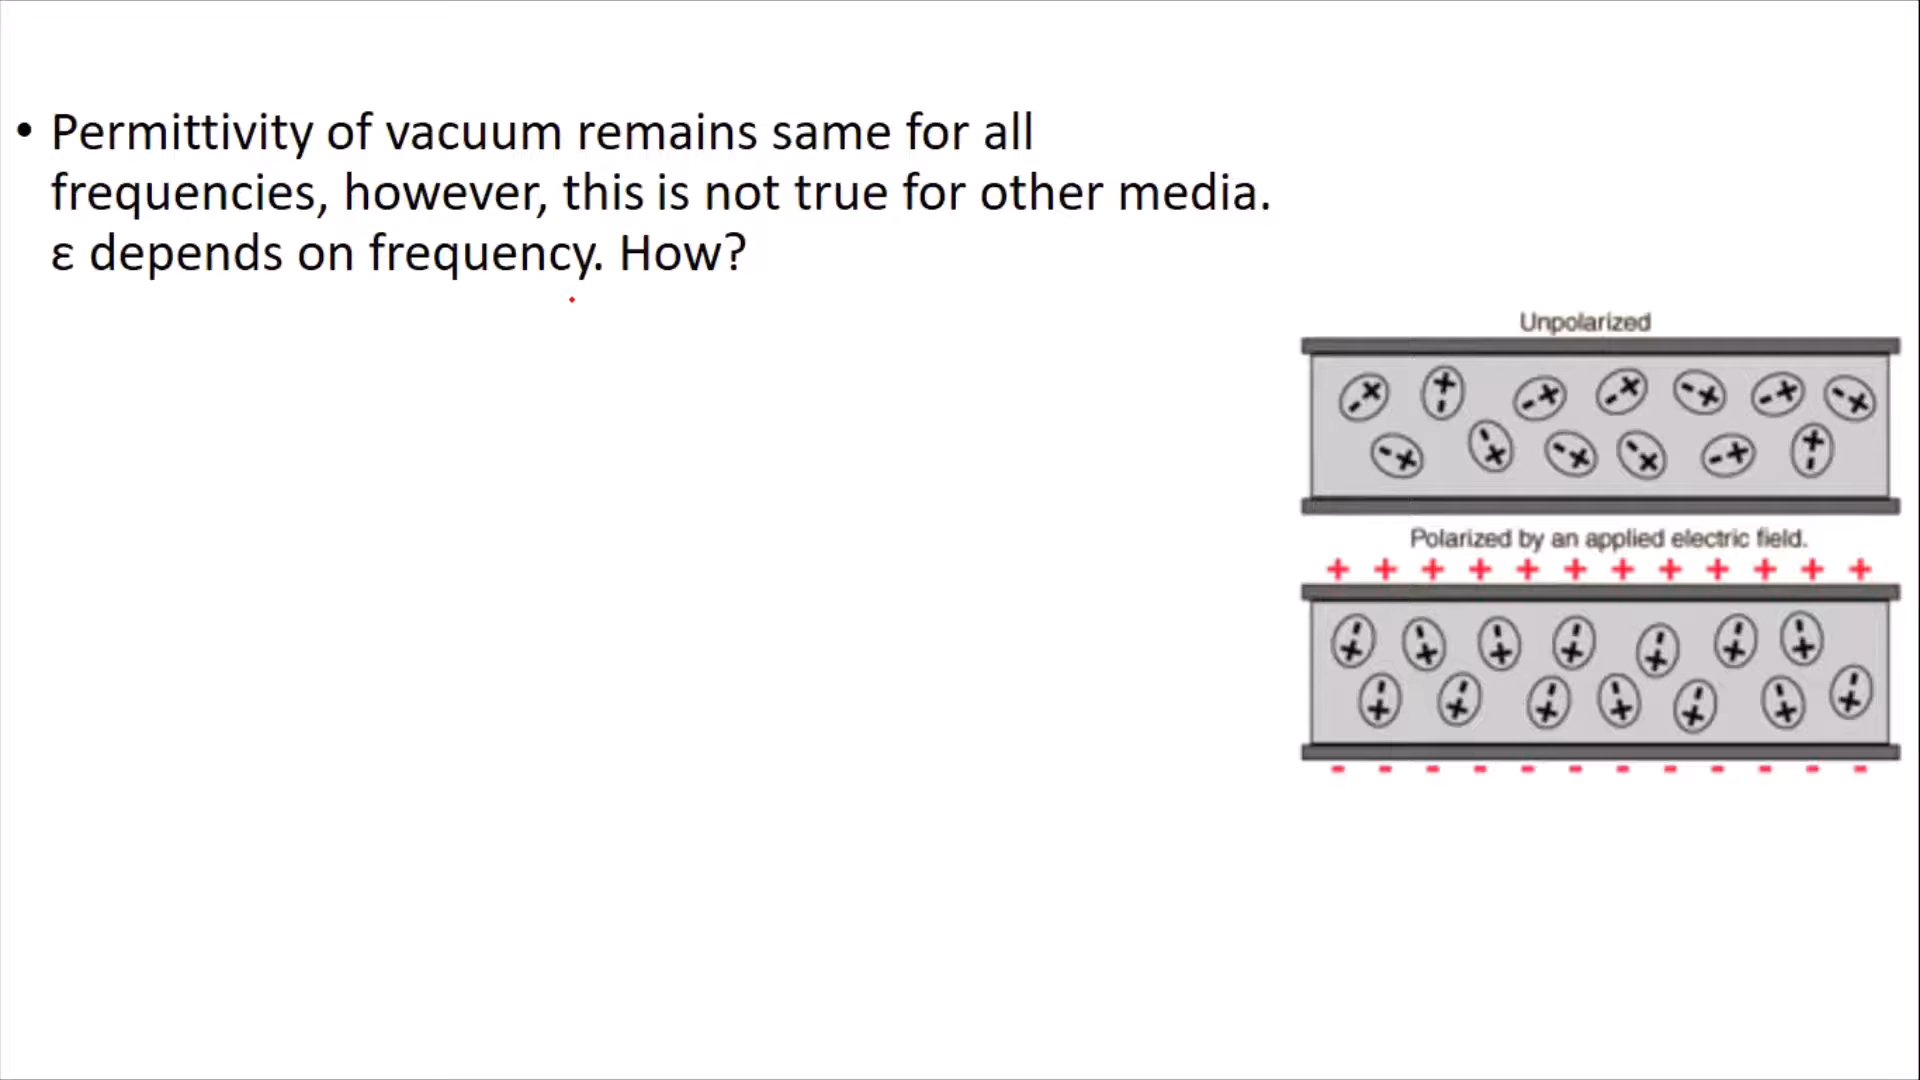 • Permittivity of vacuum remains same for all
frequencies, however, this is not true for other media.
ε depends on frequency. How?
Unpolarized
Polarized by an applied electric field.
+ + + + + + + + + + + +
- - - - - - - - - - - -